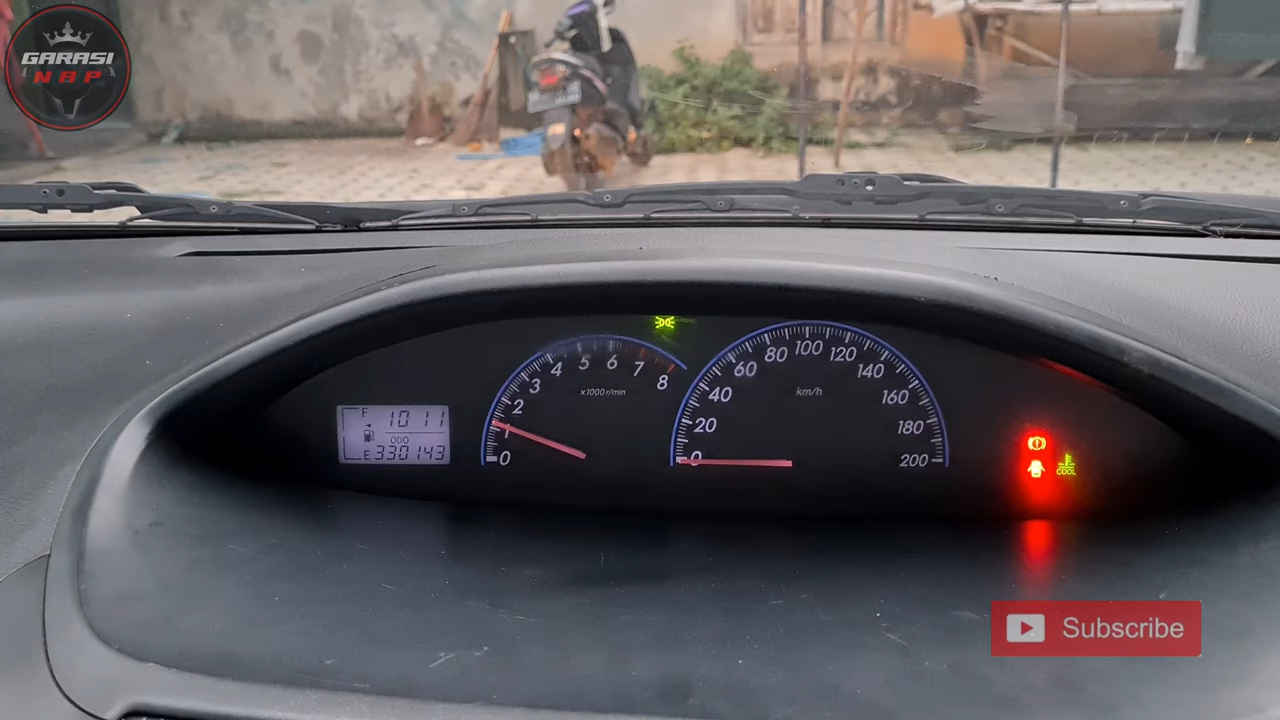 GARASI
NBP
F
10 11
ODO
E 330143
0 1 2 3 4 5 6 7 8
x1000 r/min
0 20 40 60 80 100 120 140 160 180 200
km/h
COOL
Subscribe